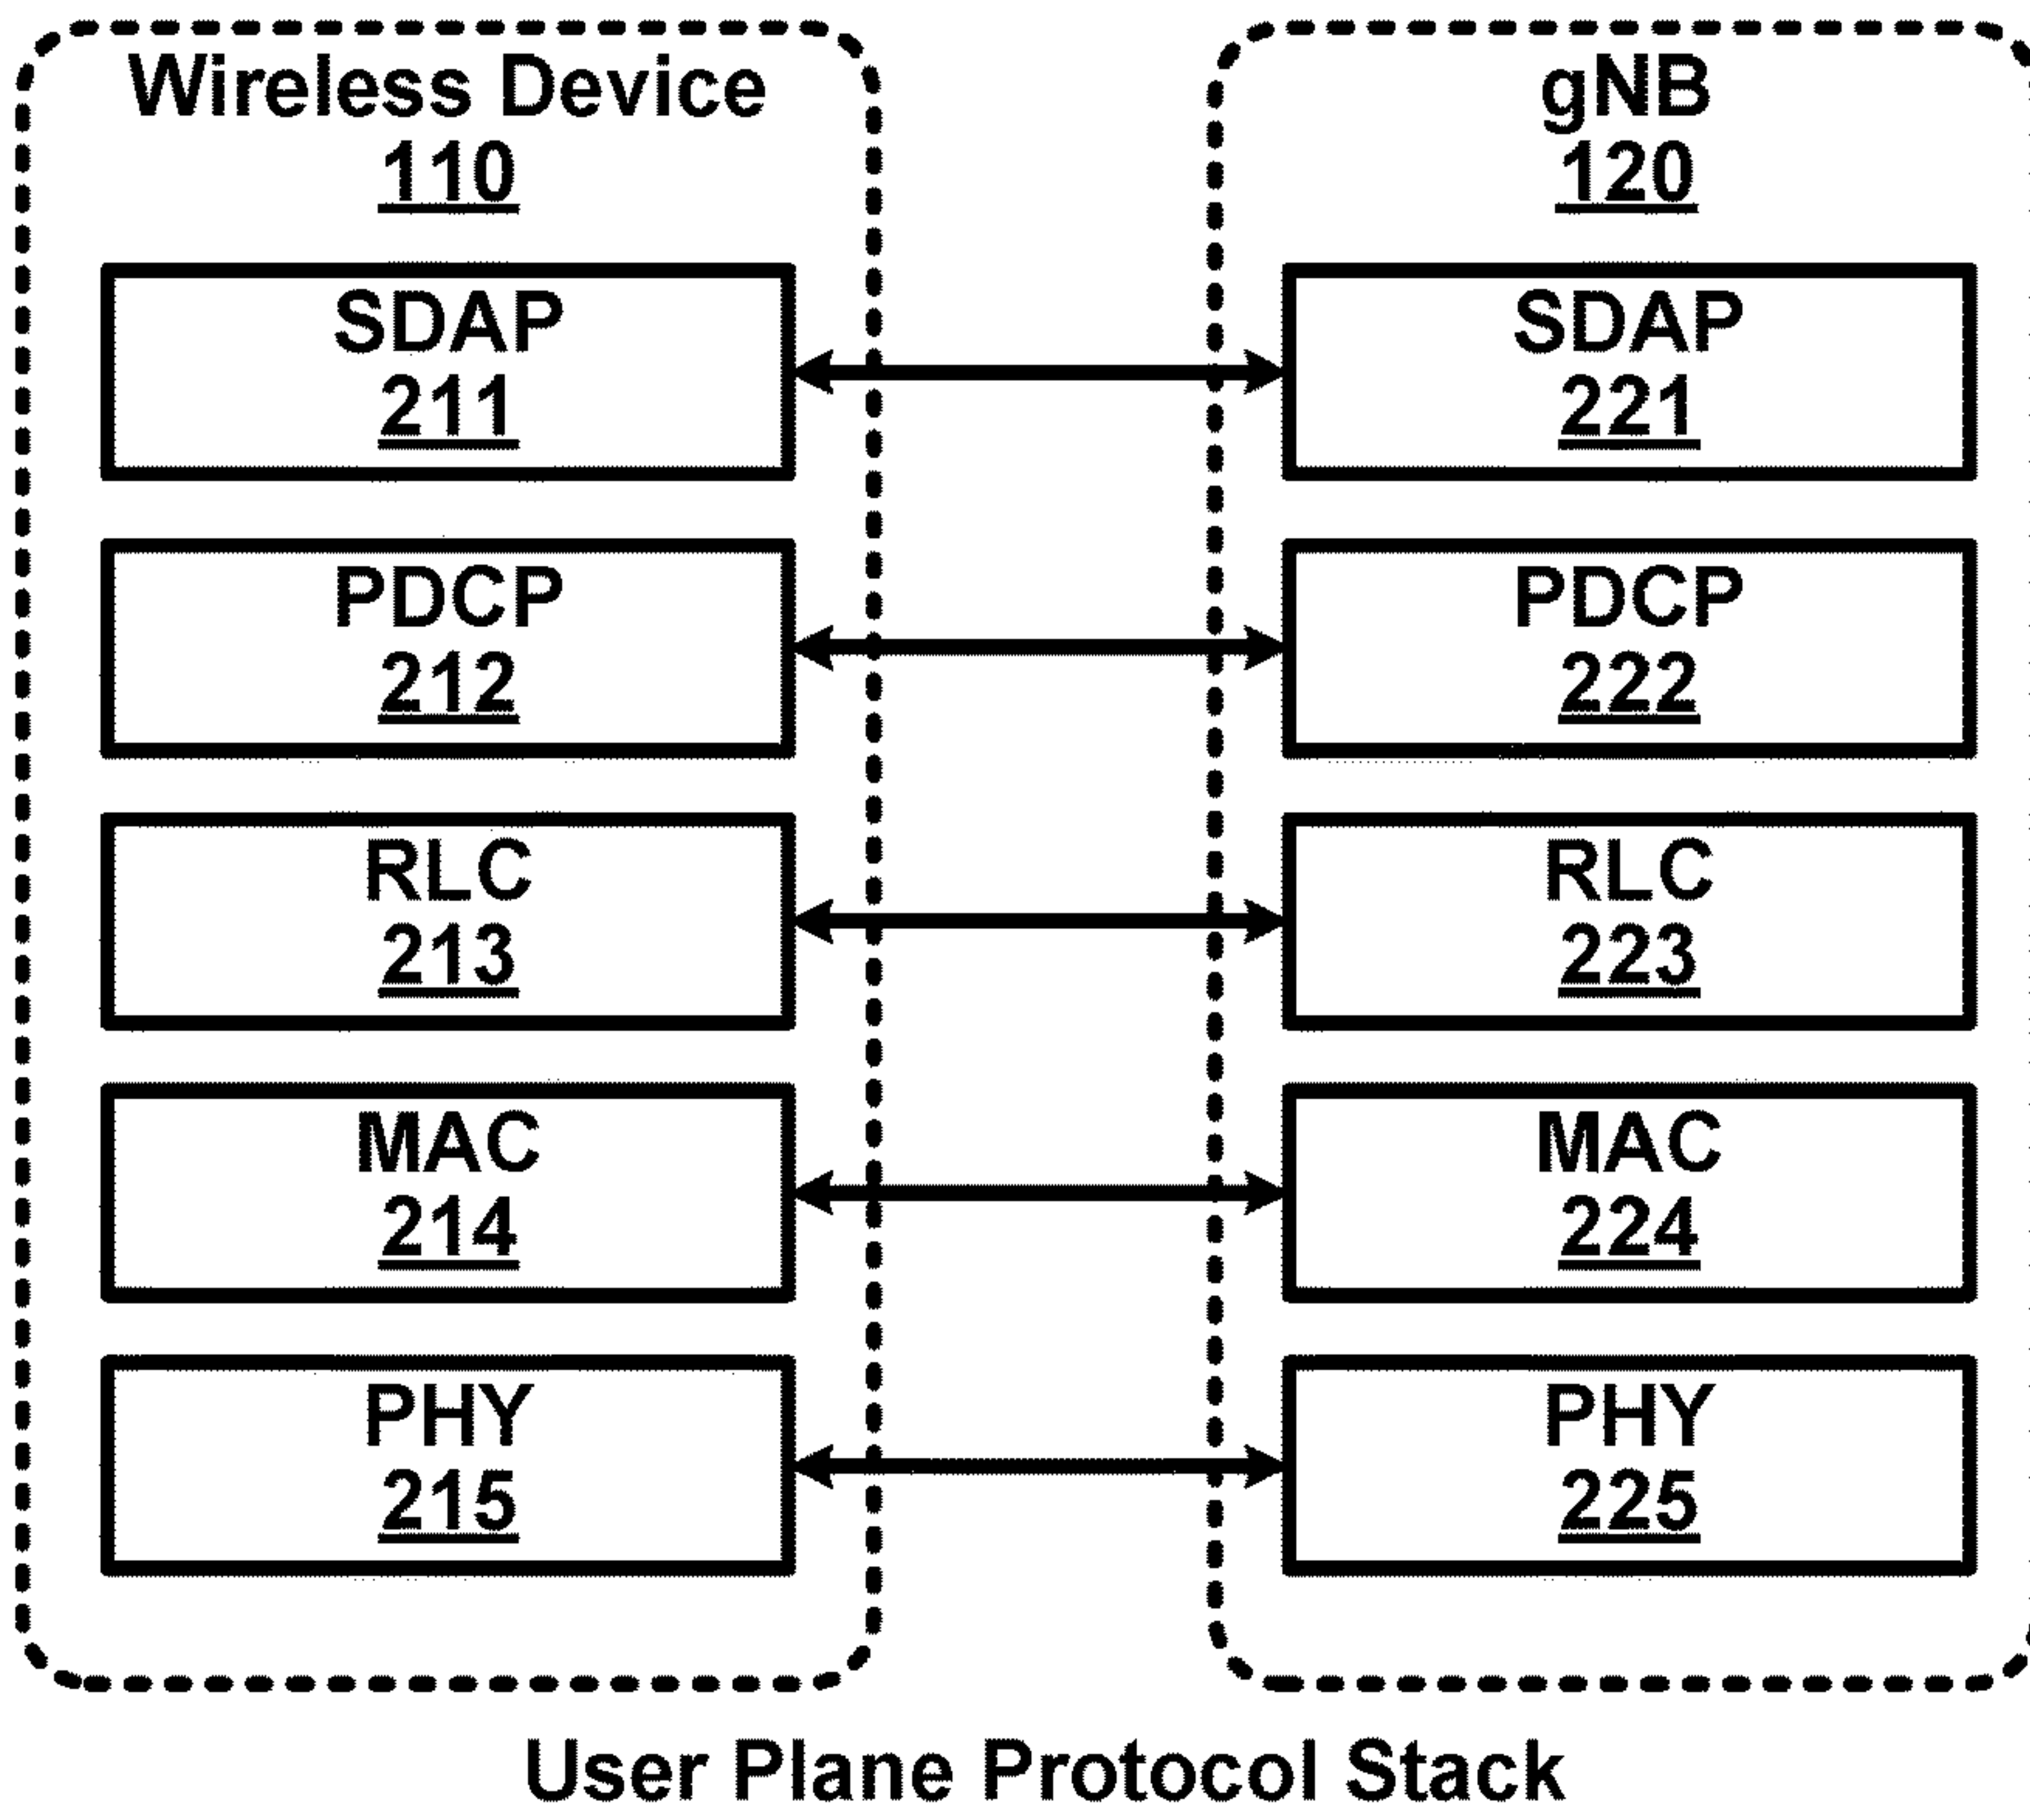 Wireless Device
110
SDAP
211
PDCP
212
RLC
213
MAC
214
PHY
215
gNB
120
SDAP
221
PDCP
222
RLC
223
MAC
224
PHY
225
User Plane Protocol Stack